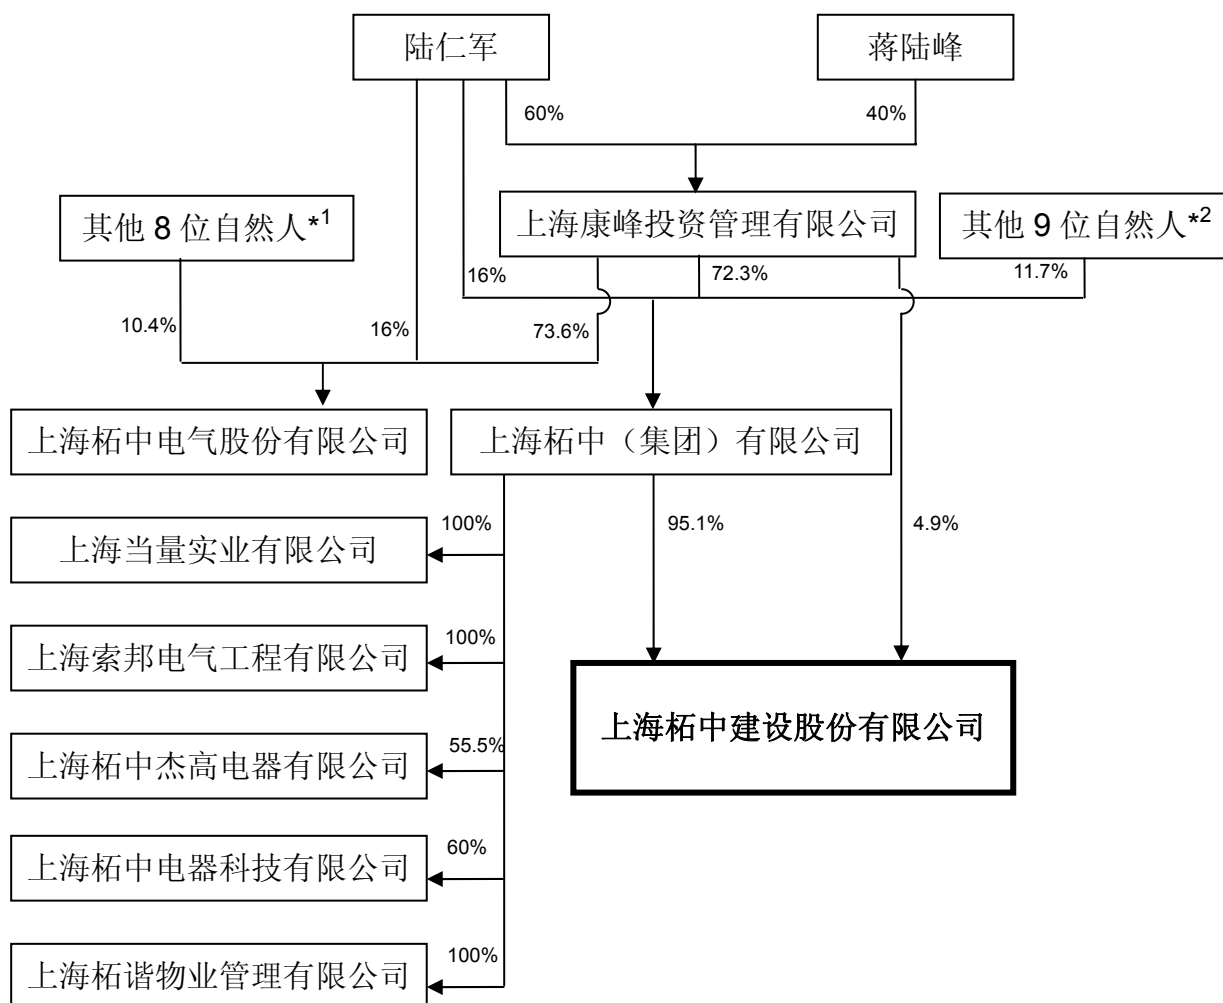 陆仁军
蒋陆峰
60%
40%
其他 8 位自然人*1
上海康峰投资管理有限公司
其他 9 位自然人*2
16%
72.3%
11.7%
10.4%
16%
73.6%
上海柘中电气股份有限公司
上海柘中（集团）有限公司
100%
95.1%
4.9%
上海当量实业有限公司
100%
上海索邦电气工程有限公司
上海柘中建设股份有限公司
55.5%
上海柘中杰高电器有限公司
60%
上海柘中电器科技有限公司
100%
上海柘谐物业管理有限公司